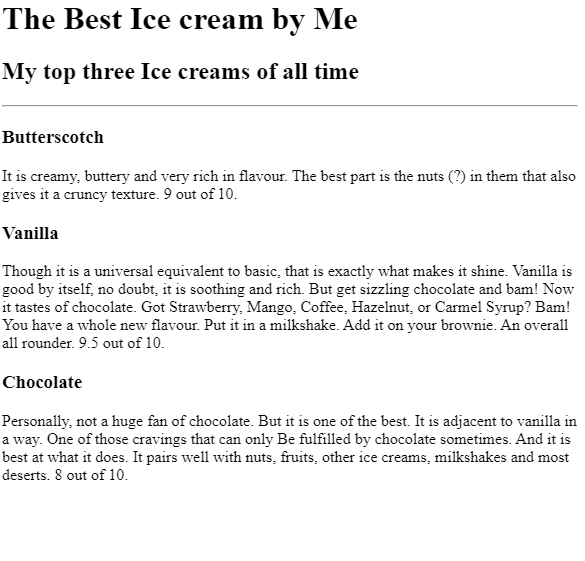 The Best Ice cream by Me
My top three Ice creams of all time
Butterscotch
It is creamy, buttery and very rich in flavour. The best part is the nuts (?) in them that also
gives it a cruncy texture. 9 out of 10.
Vanilla
Though it is a universal equivalent to basic, that is exactly what makes it shine. Vanilla is
good by itself, no doubt, it is soothing and rich. But get sizzling chocolate and bam! Now
it tastes of chocolate. Got Strawberry, Mango, Coffee, Hazelnut, or Carmel Syrup? Bam!
You have a whole new flavour. Put it in a milkshake. Add it on your brownie. An overall
all rounder. 9.5 out of 10.
Chocolate
Personally, not a huge fan of chocolate. But it is one of the best. It is adjacent to vanilla in
a way. One of those cravings that can only Be fulfilled by chocolate sometimes. And it is
best at what it does. It pairs well with nuts, fruits, other ice creams, milkshakes and most
deserts. 8 out of 10.